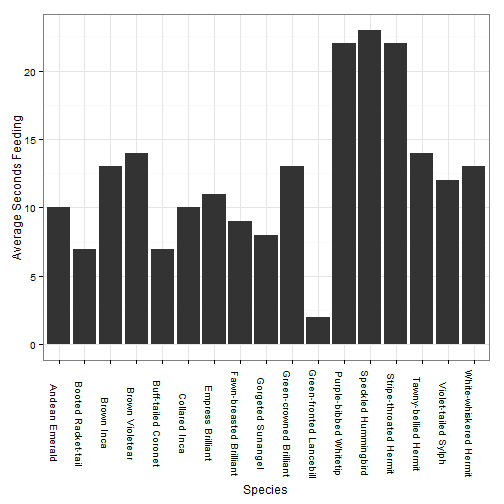 Average Seconds Feeding
20
15
10
5
0
Andean Emerald
Booted Racket-tail
Brown Inca
Brown Violetear
Buff-tailed Coronet
Collared Inca
Empress Brilliant
Fawn-breasted Brilliant
Gorgeted Sunangel
Green-crowned Brilliant
Green-fronted Lancebill
Purple-bibbed Whitetip
Speckled Hummingbird
Stripe-throated Hermit
Tawny-bellied Hermit
Violet-tailed Sylph
White-whiskered Hermit
Species